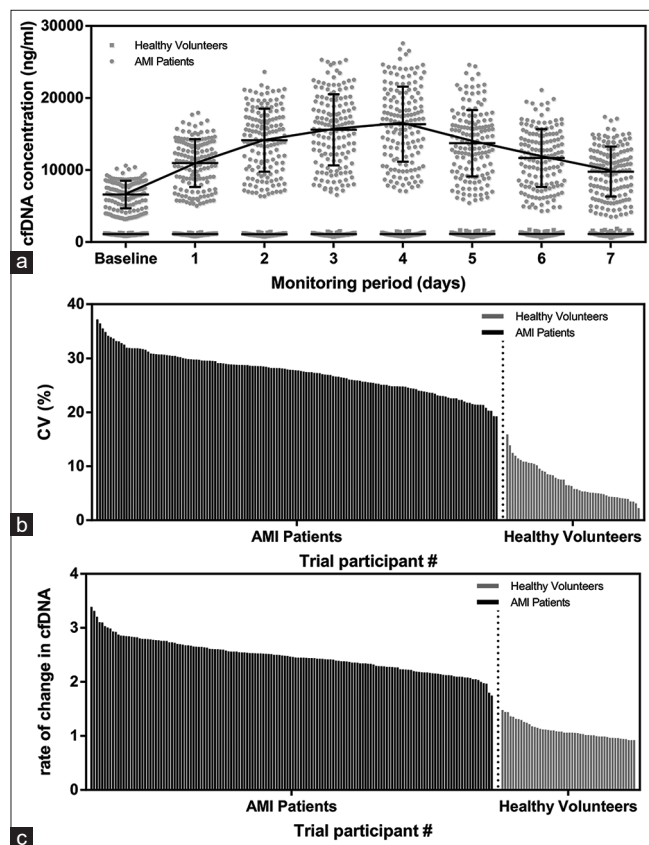 cfDNA concentration (ng/ml)
30000
20000
10000
0
Healthy Volunteers
AMI Patients
Baseline 1 2 3 4 5 6 7
Monitoring period (days)
a
CV (%)
40
30
20
10
0
Healthy Volunteers
AMI Patients
AMI Patients Healthy Volunteers
Trial participant #
b
rate of change in cfDNA
4
3
2
1
0
Healthy Volunteers
AMI Patients
AMI Patients Healthy Volunteers
Trial participant #
c